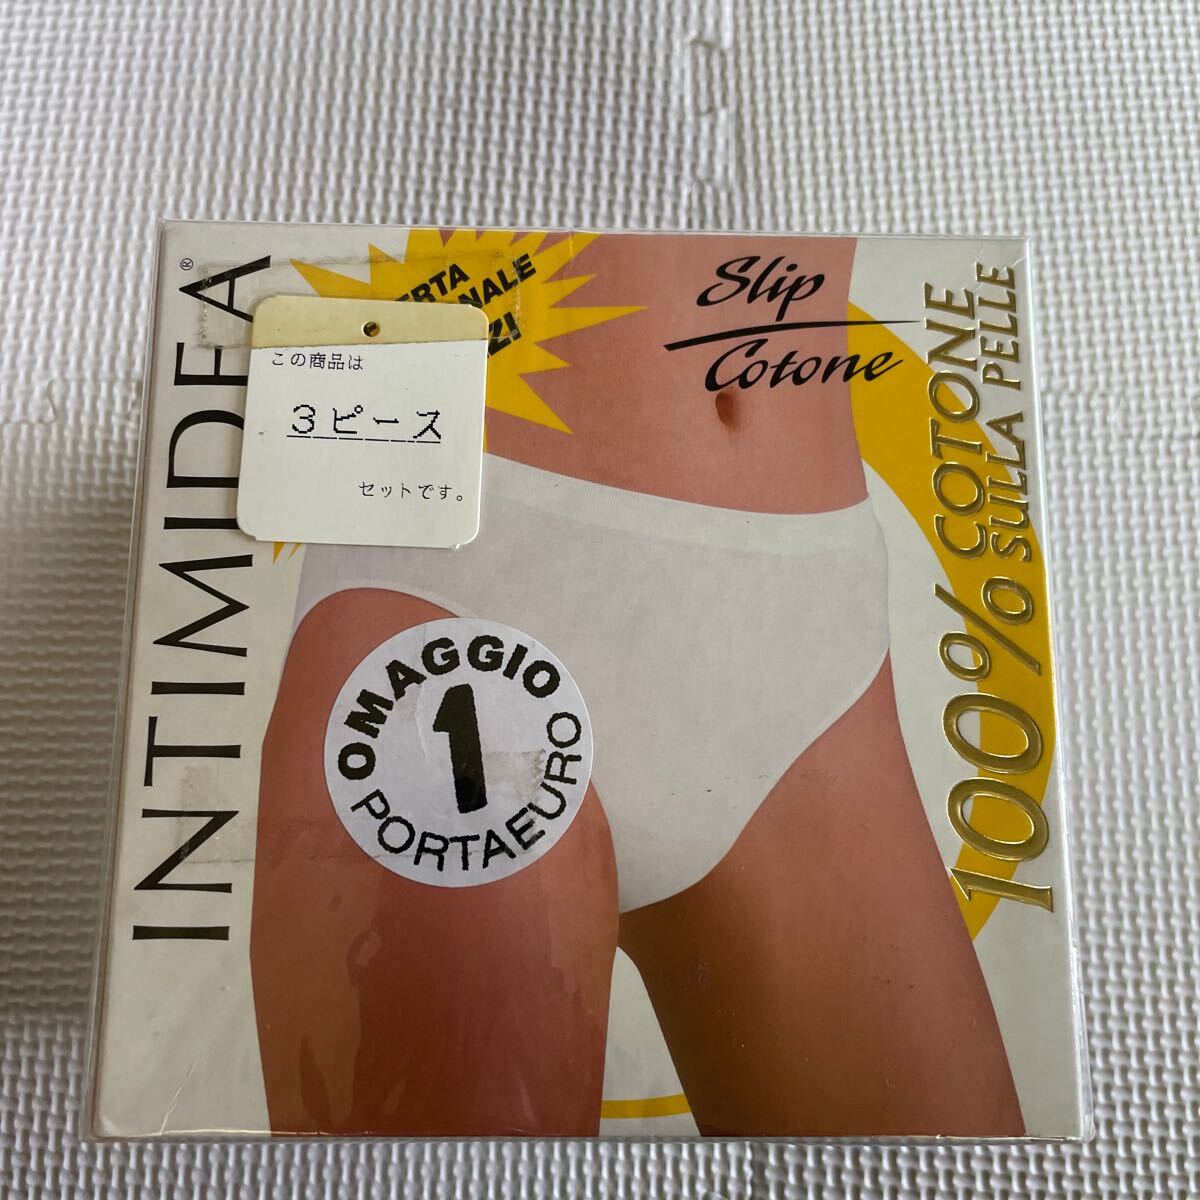 INTIMIDEA®
この商品は
3ピース
セットです。
Slip
Cotone
100% COTONE
SULLA PELLE
OMAGGIO
1
PORTAEURO